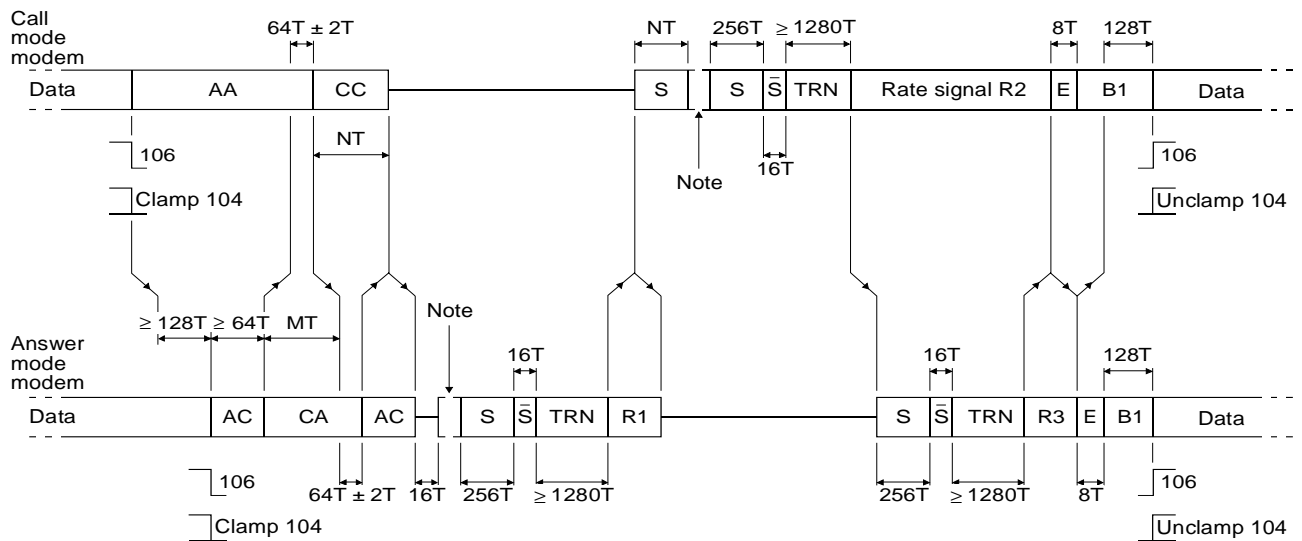 Call
mode
modem
64T ± 2T
NT
256T
≥ 1280T
8T
128T
Data
AA
CC
S
S
S̅
TRN
Rate signal R2
E
B1
Data
NT
16T
106
106
Note
Clamp 104
Unclamp 104
Note
≥ 128T
≥ 64T
MT
Answer
mode
modem
16T
16T
128T
Data
AC
CA
AC
S
S̅
TRN
R1
S
S̅
TRN
R3
E
B1
Data
106
64T ± 2T
16T
256T
≥ 1280T
256T
≥ 1280T
8T
106
Clamp 104
Unclamp 104